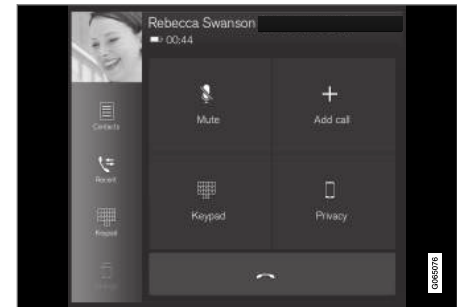 Rebecca Swanson
00:44
Contacts
Recent
Keypad
Mute
Add call
Keypad
Privacy
G065076